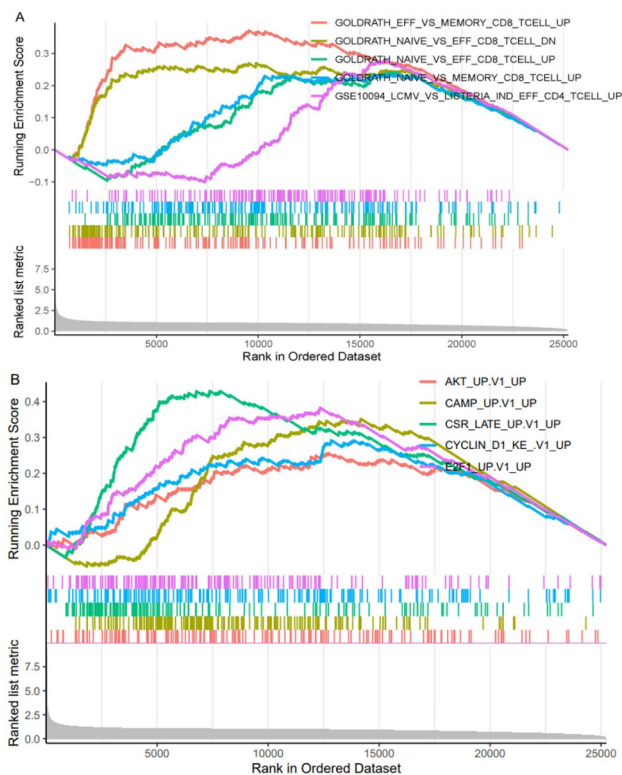 A
GOLDRATH_EFF_VS_MEMORY_CD8_TCELL_UP
GOLDRATH_NAIVE_VS_EFF_CD8_TCELL_DN
GOLDRATH_NAIVE_VS_EFF_CD8_TCELL_UP
GOLDRATH_NAIVE_VS_MEMORY_CD8_TCELL_UP
GSE10094_LCMV_VS_LISTERIA_IND_EFF_CD4_TCELL_UP
Running Enrichment Score
0.3
0.2
0.1
0.0
−0.1
Ranked list metric
7.5
5.0
2.5
0.0
5000
10000
15000
20000
25000
Rank in Ordered Dataset
B
AKT_UP.V1_UP
CAMP_UP.V1_UP
CSR_LATE_UP.V1_UP
CYCLIN_D1_KE_.V1_UP
E2F1_UP.V1_UP
Running Enrichment Score
0.4
0.3
0.2
0.1
0.0
Ranked list metric
7.5
5.0
2.5
0.0
5000
10000
15000
20000
25000
Rank in Ordered Dataset